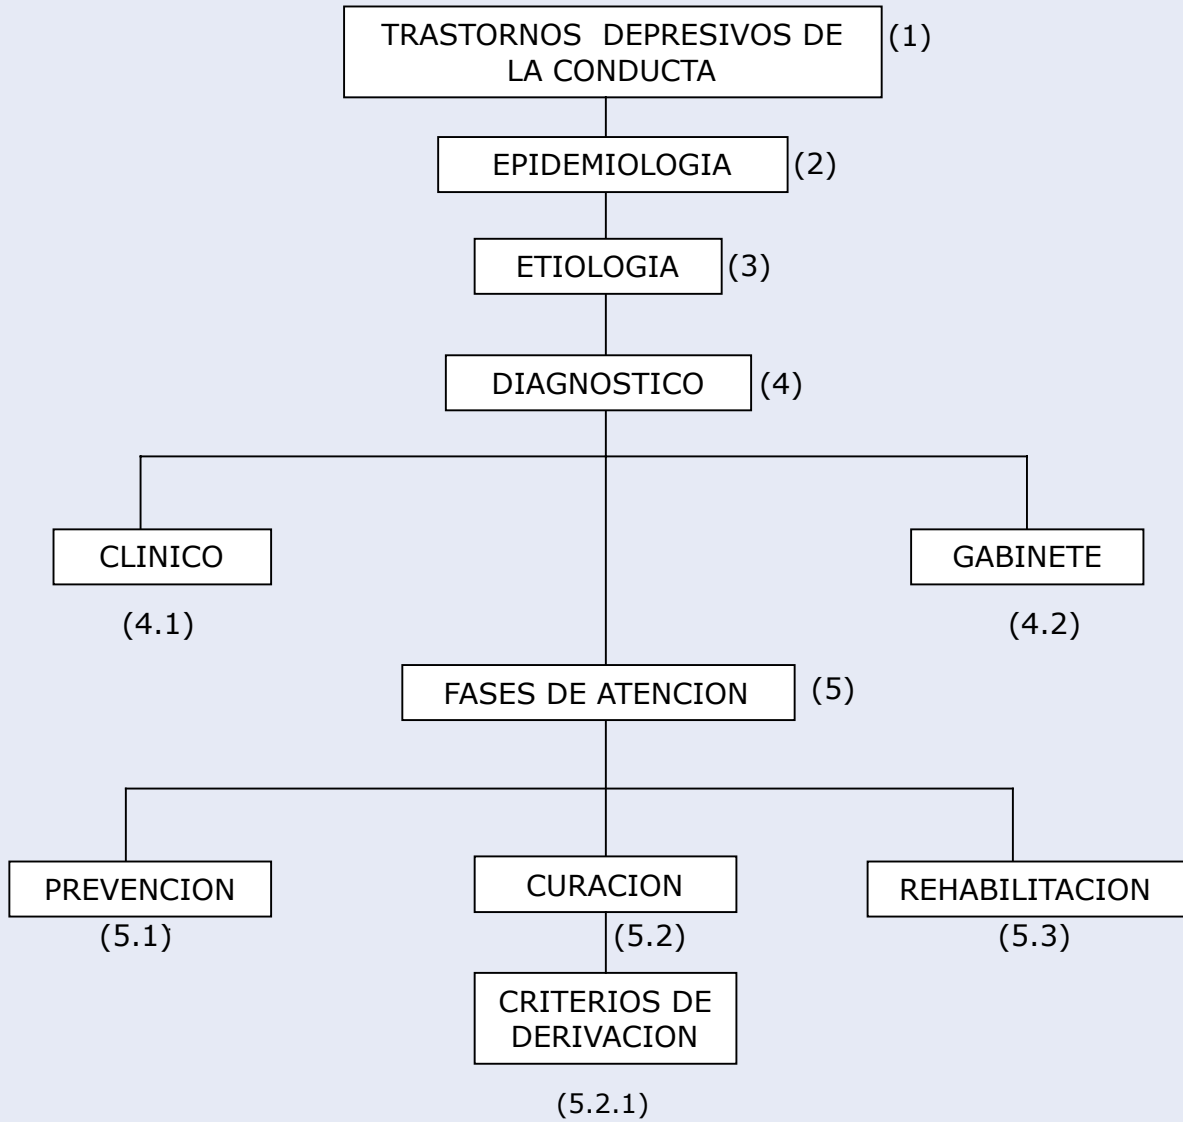 TRASTORNOS DEPRESIVOS DE (1)
LA CONDUCTA
EPIDEMIOLOGIA (2)
ETIOLOGIA (3)
DIAGNOSTICO (4)
CLINICO
GABINETE
(4.1)
(4.2)
FASES DE ATENCION (5)
PREVENCION
CURACION
REHABILITACION
(5.1)
(5.2)
(5.3)
CRITERIOS DE
DERIVACION
(5.2.1)